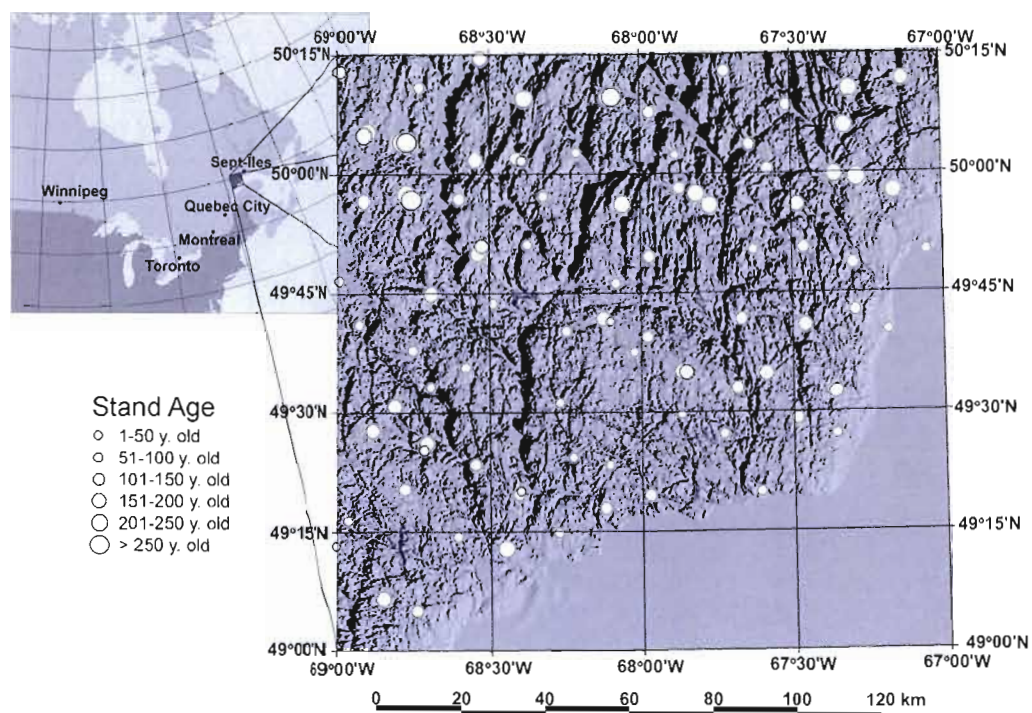 69°00'W 68°30'W 68°00'W 67°30'W 67°00'W
50°15'N 50°15'N
Sept-Iles
50°00'N 50°00'N
Winnipeg
Quebec City
Montreal
Toronto
49°45'N 49°45'N
Stand Age
1-50 y. old
51-100 y. old
101-150 y. old
151-200 y. old
201-250 y. old
> 250 y. old
49°30'N 49°30'N
49°15'N 49°15'N
49°00'N 49°00'N
69°00'W 68°30'W 68°00'W 67°30'W 67°00'W
0 20 40 60 80 100 120 km